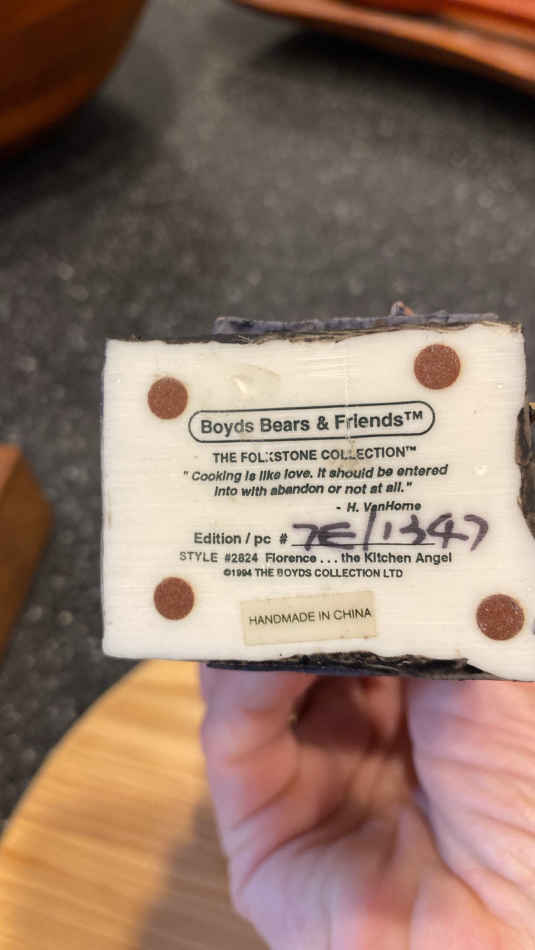 Boyds Bears & Friends™
THE FOLKSTONE COLLECTION™
"Cooking is like love. It should be entered
into with abandon or not at all."
- H. VanHorne
Edition / pc # 7E/1347
STYLE #2824 Florence . . . the Kitchen Angel
©1994 THE BOYDS COLLECTION LTD
HANDMADE IN CHINA